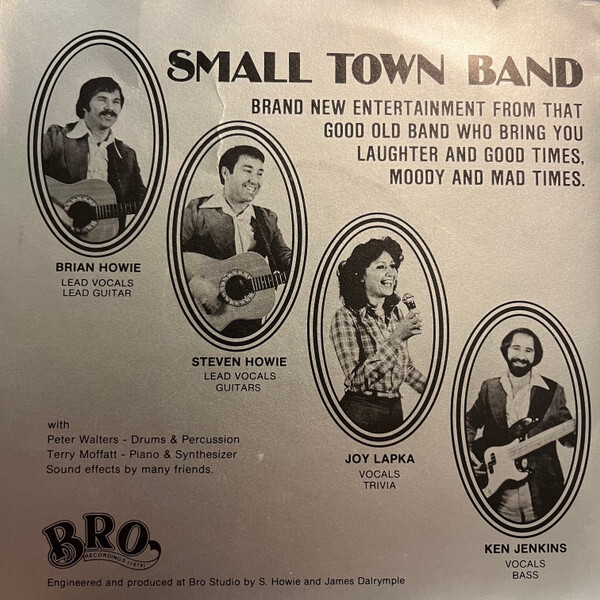 SMALL TOWN BAND
BRAND NEW ENTERTAINMENT FROM THAT
GOOD OLD BAND WHO BRING YOU
LAUGHTER AND GOOD TIMES,
MOODY AND MAD TIMES.
BRIAN HOWIE
LEAD VOCALS
LEAD GUITAR
STEVEN HOWIE
LEAD VOCALS
GUITARS
JOY LAPKA
VOCALS
TRIVIA
KEN JENKINS
VOCALS
BASS
with
Peter Walters - Drums & Percussion
Terry Moffatt - Piano & Synthesizer
Sound effects by many friends.
BRO
RECORDINGS (1974)
Engineered and produced at Bro Studio by S. Howie and James Dalrymple